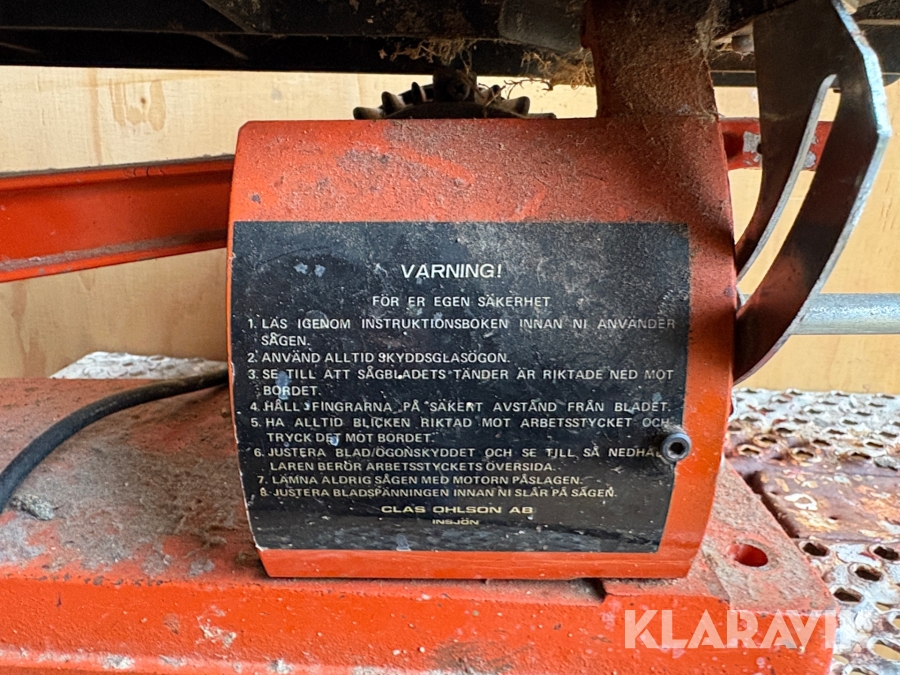 VARNING!
FÖR ER EGEN SÄKERHET
1. LÄS IGENOM INSTRUKTIONSBOKEN INNAN NI ANVÄNDER
SÅGEN.
2. ANVÄND ALLTID SKYDDSGLASÖGON.
3. SE TILL ATT SÅGBLADETS TÄNDER ÄR RIKTADE NED MOT
BORDET.
4. HÅLL FINGRARNA PÅ SÄKERT AVSTÅND FRÅN BLADET.
5. HA ALLTID BLICKEN RIKTAD MOT ARBETSSTYCKET OCH
TRYCK DET MOT BORDET.
6. JUSTERA BLAD/ÖGONSKYDDET OCH SE TILL SÅ NEDHÅL
LAREN BERÖR ARBETSSTYCKETS ÖVERSIDA.
7. LÄMNA ALDRIG SÅGEN MED MOTORN PÅSLAGEN.
8. JUSTERA BLADSPÄNNINGEN INNAN NI SLÅR PÅ SÅGEN.
CLAS OHLSON AB
INSJÖN
KLARAVIK